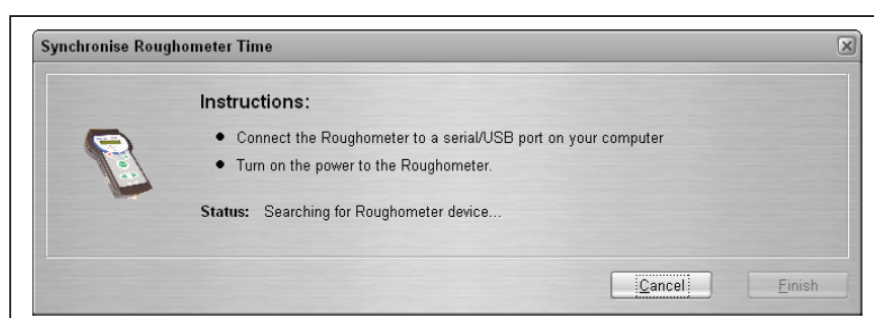 Synchronise Roughometer Time
Instructions:
• Connect the Roughometer to a serial/USB port on your computer
• Turn on the power to the Roughometer.
Status: Searching for Roughometer device...
Cancel Finish